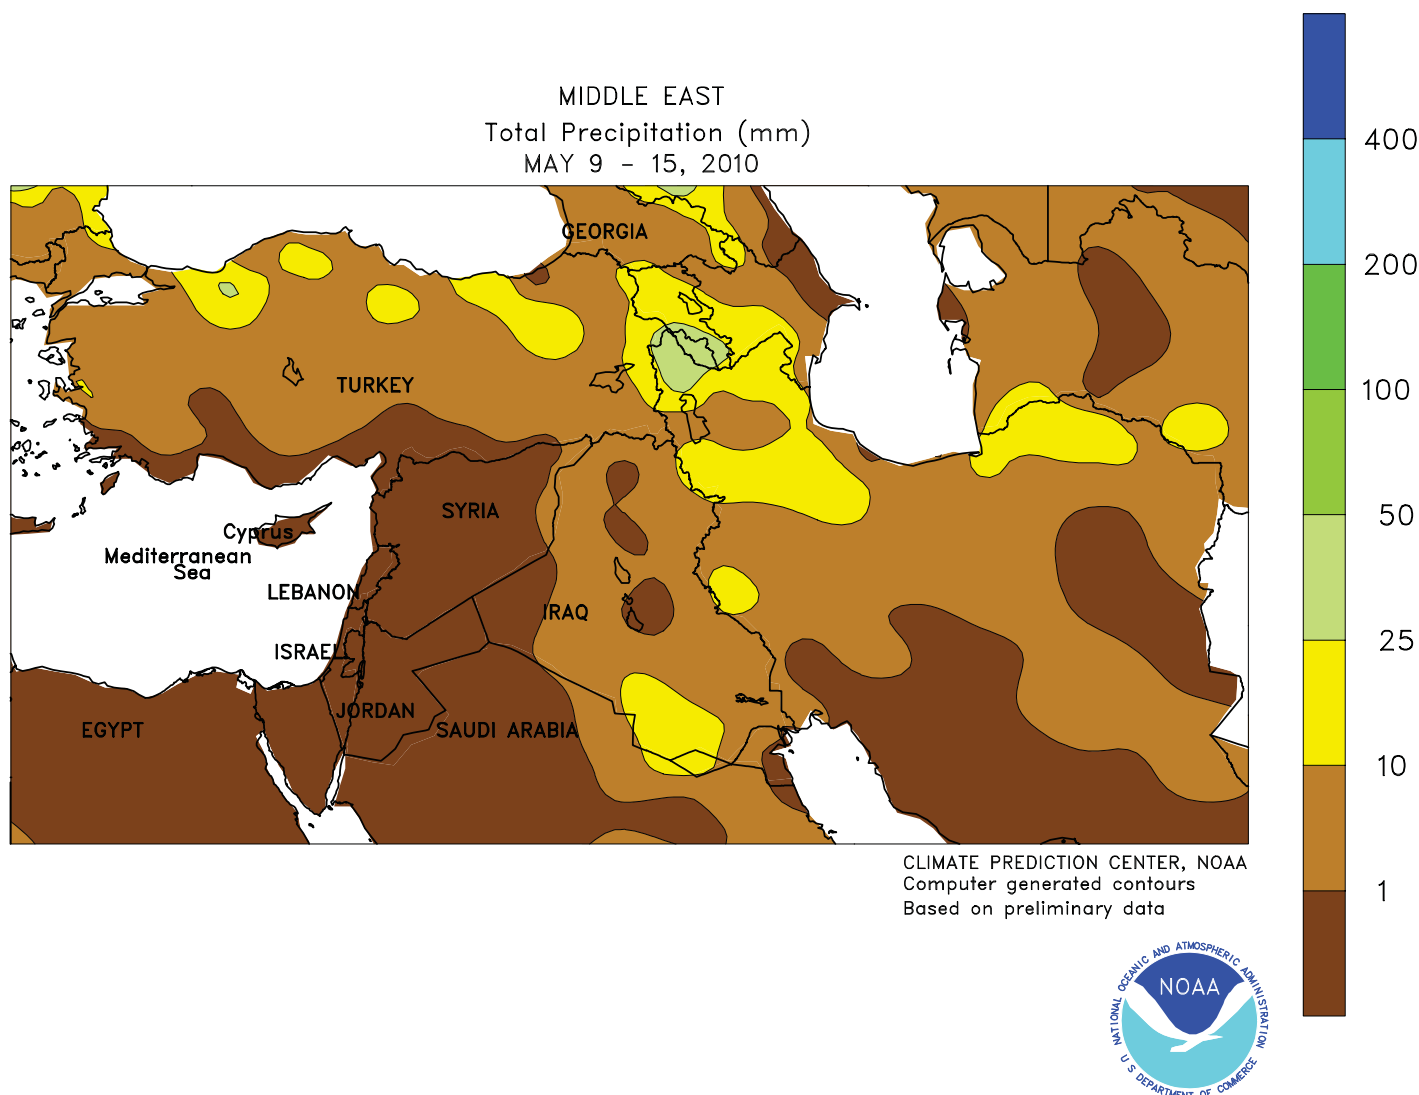 MIDDLE EAST
Total Precipitation (mm)
MAY 9 - 15, 2010
400
200
100
50
25
10
1
GEORGIA
TURKEY
SYRIA
Cyprus
Mediterranean
Sea
LEBANON
IRAQ
ISRAEL
JORDAN
EGYPT
SAUDI ARABIA
CLIMATE PREDICTION CENTER, NOAA
Computer generated contours
Based on preliminary data
NATIONAL OCEANIC AND ATMOSPHERIC ADMINISTRATION
NOAA
U S DEPARTMENT OF COMMERCE